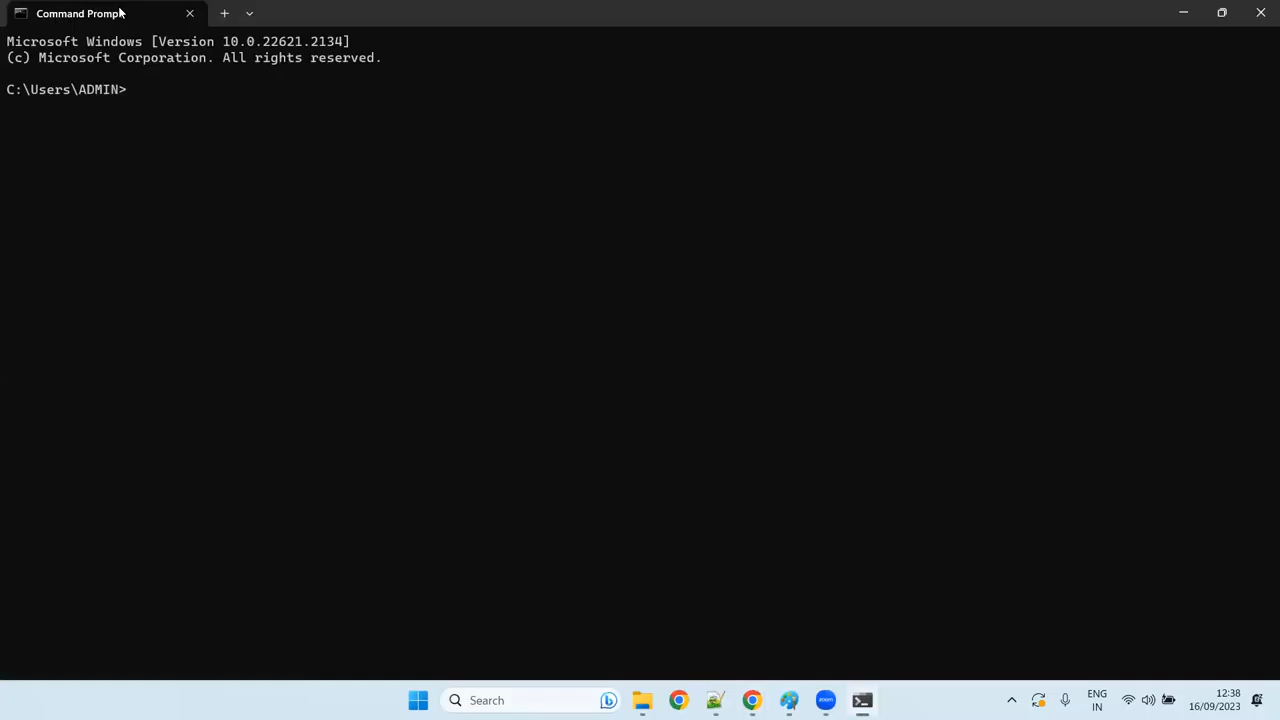 Command Prompt
Microsoft Windows [Version 10.0.22621.2134]
(c) Microsoft Corporation. All rights reserved.
C:\Users\ADMIN>
Search
zoom
ENG
IN
12:38
16/09/2023